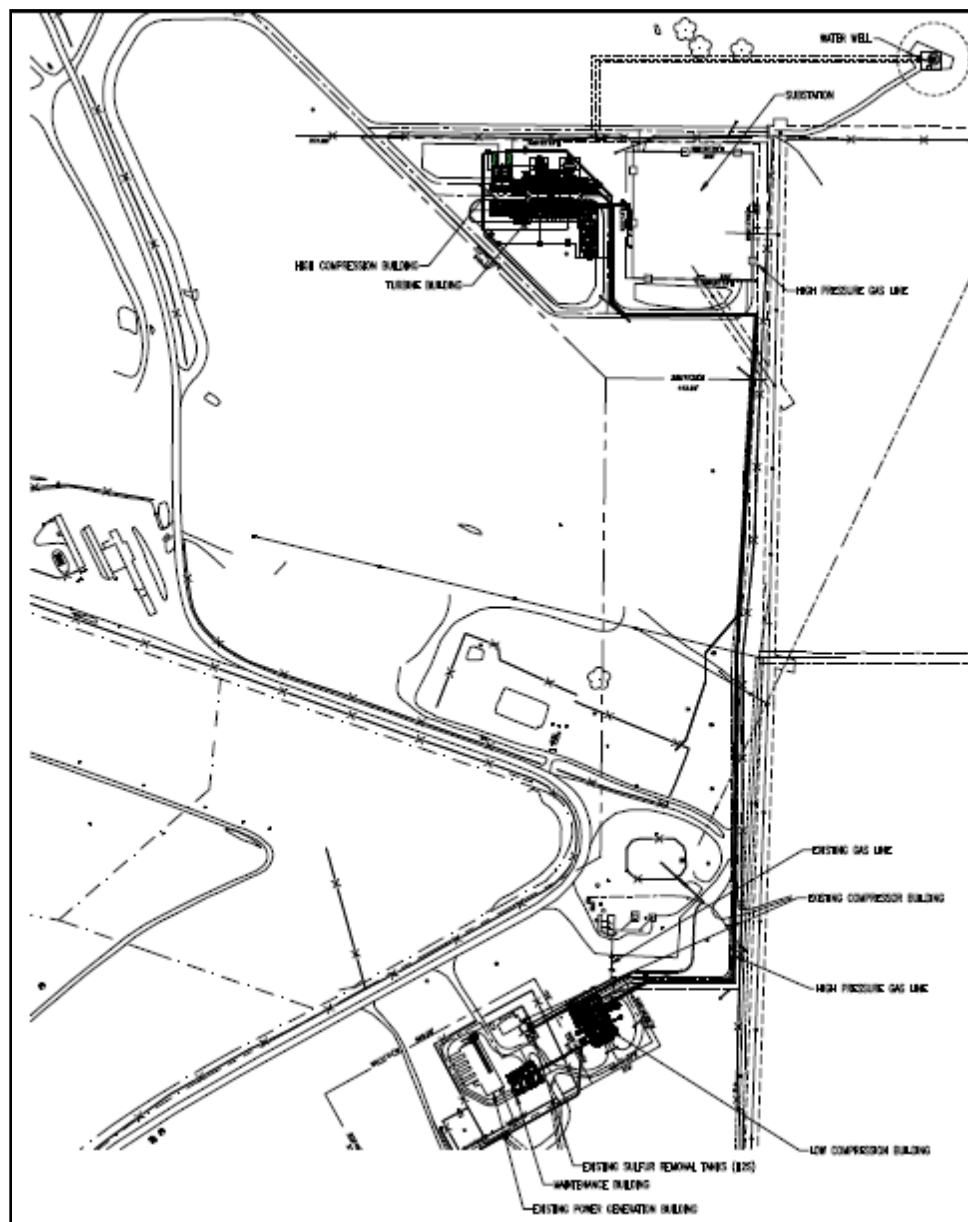 WATER WELL
SUBSTATION
HIGH COMPRESSION BUILDING
TURBINE BUILDING
HIGH PRESSURE GAS LINE
EXISTING GAS LINE
EXISTING COMPRESSOR BUILDING
HIGH PRESSURE GAS LINE
LOW COMPRESSION BUILDING
EXISTING SULFUR REMOVAL TANKS (H2S)
MAINTENANCE BUILDING
EXISTING POWER GENERATION BUILDING